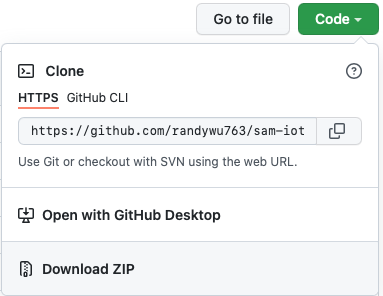 Go to file
Code
Clone
HTTPS GitHub CLI
https://github.com/randywu763/sam-iot
Use Git or checkout with SVN using the web URL.
Open with GitHub Desktop
Download ZIP